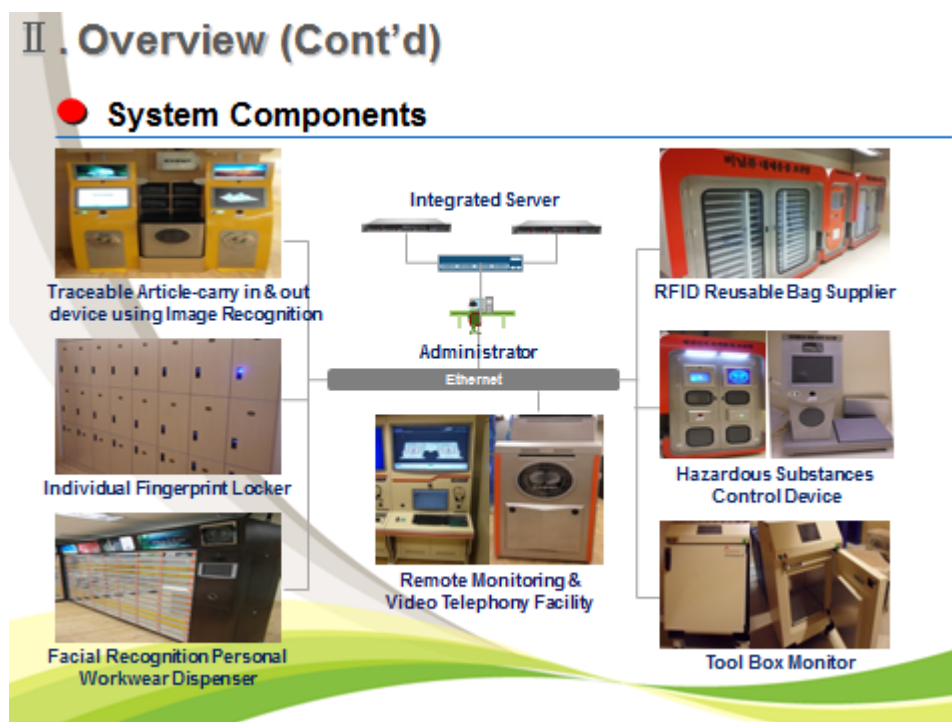 Ⅱ. Overview (Cont'd)
System Components
Integrated Server
Traceable Article-carry in & out
device using Image Recognition
RFID Reusable Bag Supplier
Administrator
Ethernet
Individual Fingerprint Locker
Hazardous Substances
Control Device
Remote Monitoring &
Video Telephony Facility
Facial Recognition Personal
Workwear Dispenser
Tool Box Monitor